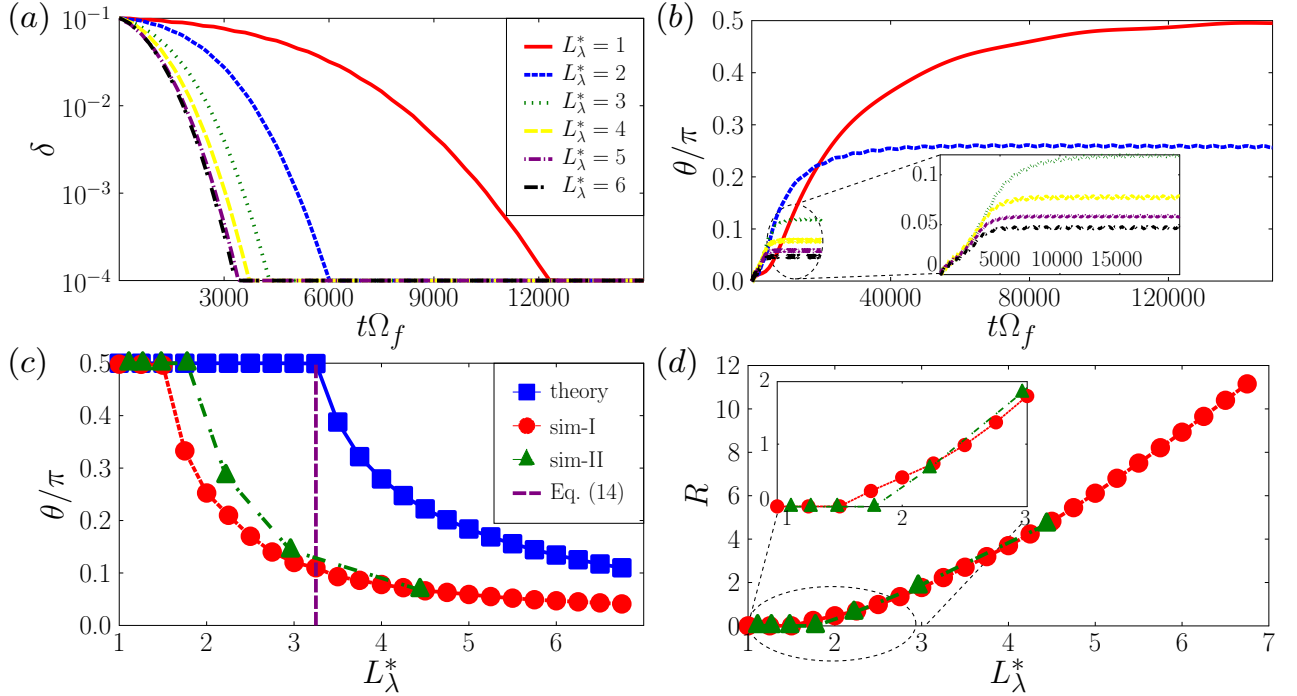 (a)
10⁻¹
10⁻²
10⁻³
10⁻⁴
δ
3000 6000 9000 12000
tΩ_f
L*_λ = 1
L*_λ = 2
L*_λ = 3
L*_λ = 4
L*_λ = 5
L*_λ = 6
(b)
0.5
0.4
0.3
0.2
0.1
0.0
θ/π
40000 80000 120000
tΩ_f
0.1
0.05
0
5000 10000 15000
(c)
0.5
0.4
0.3
0.2
0.1
0.0
θ/π
1 2 3 4 5 6
L*_λ
theory
sim-I
sim-II
Eq. (14)
(d)
12
10
8
6
4
2
0
R
1 2 3 4 5 6 7
L*_λ
2
1
0
1 2 3